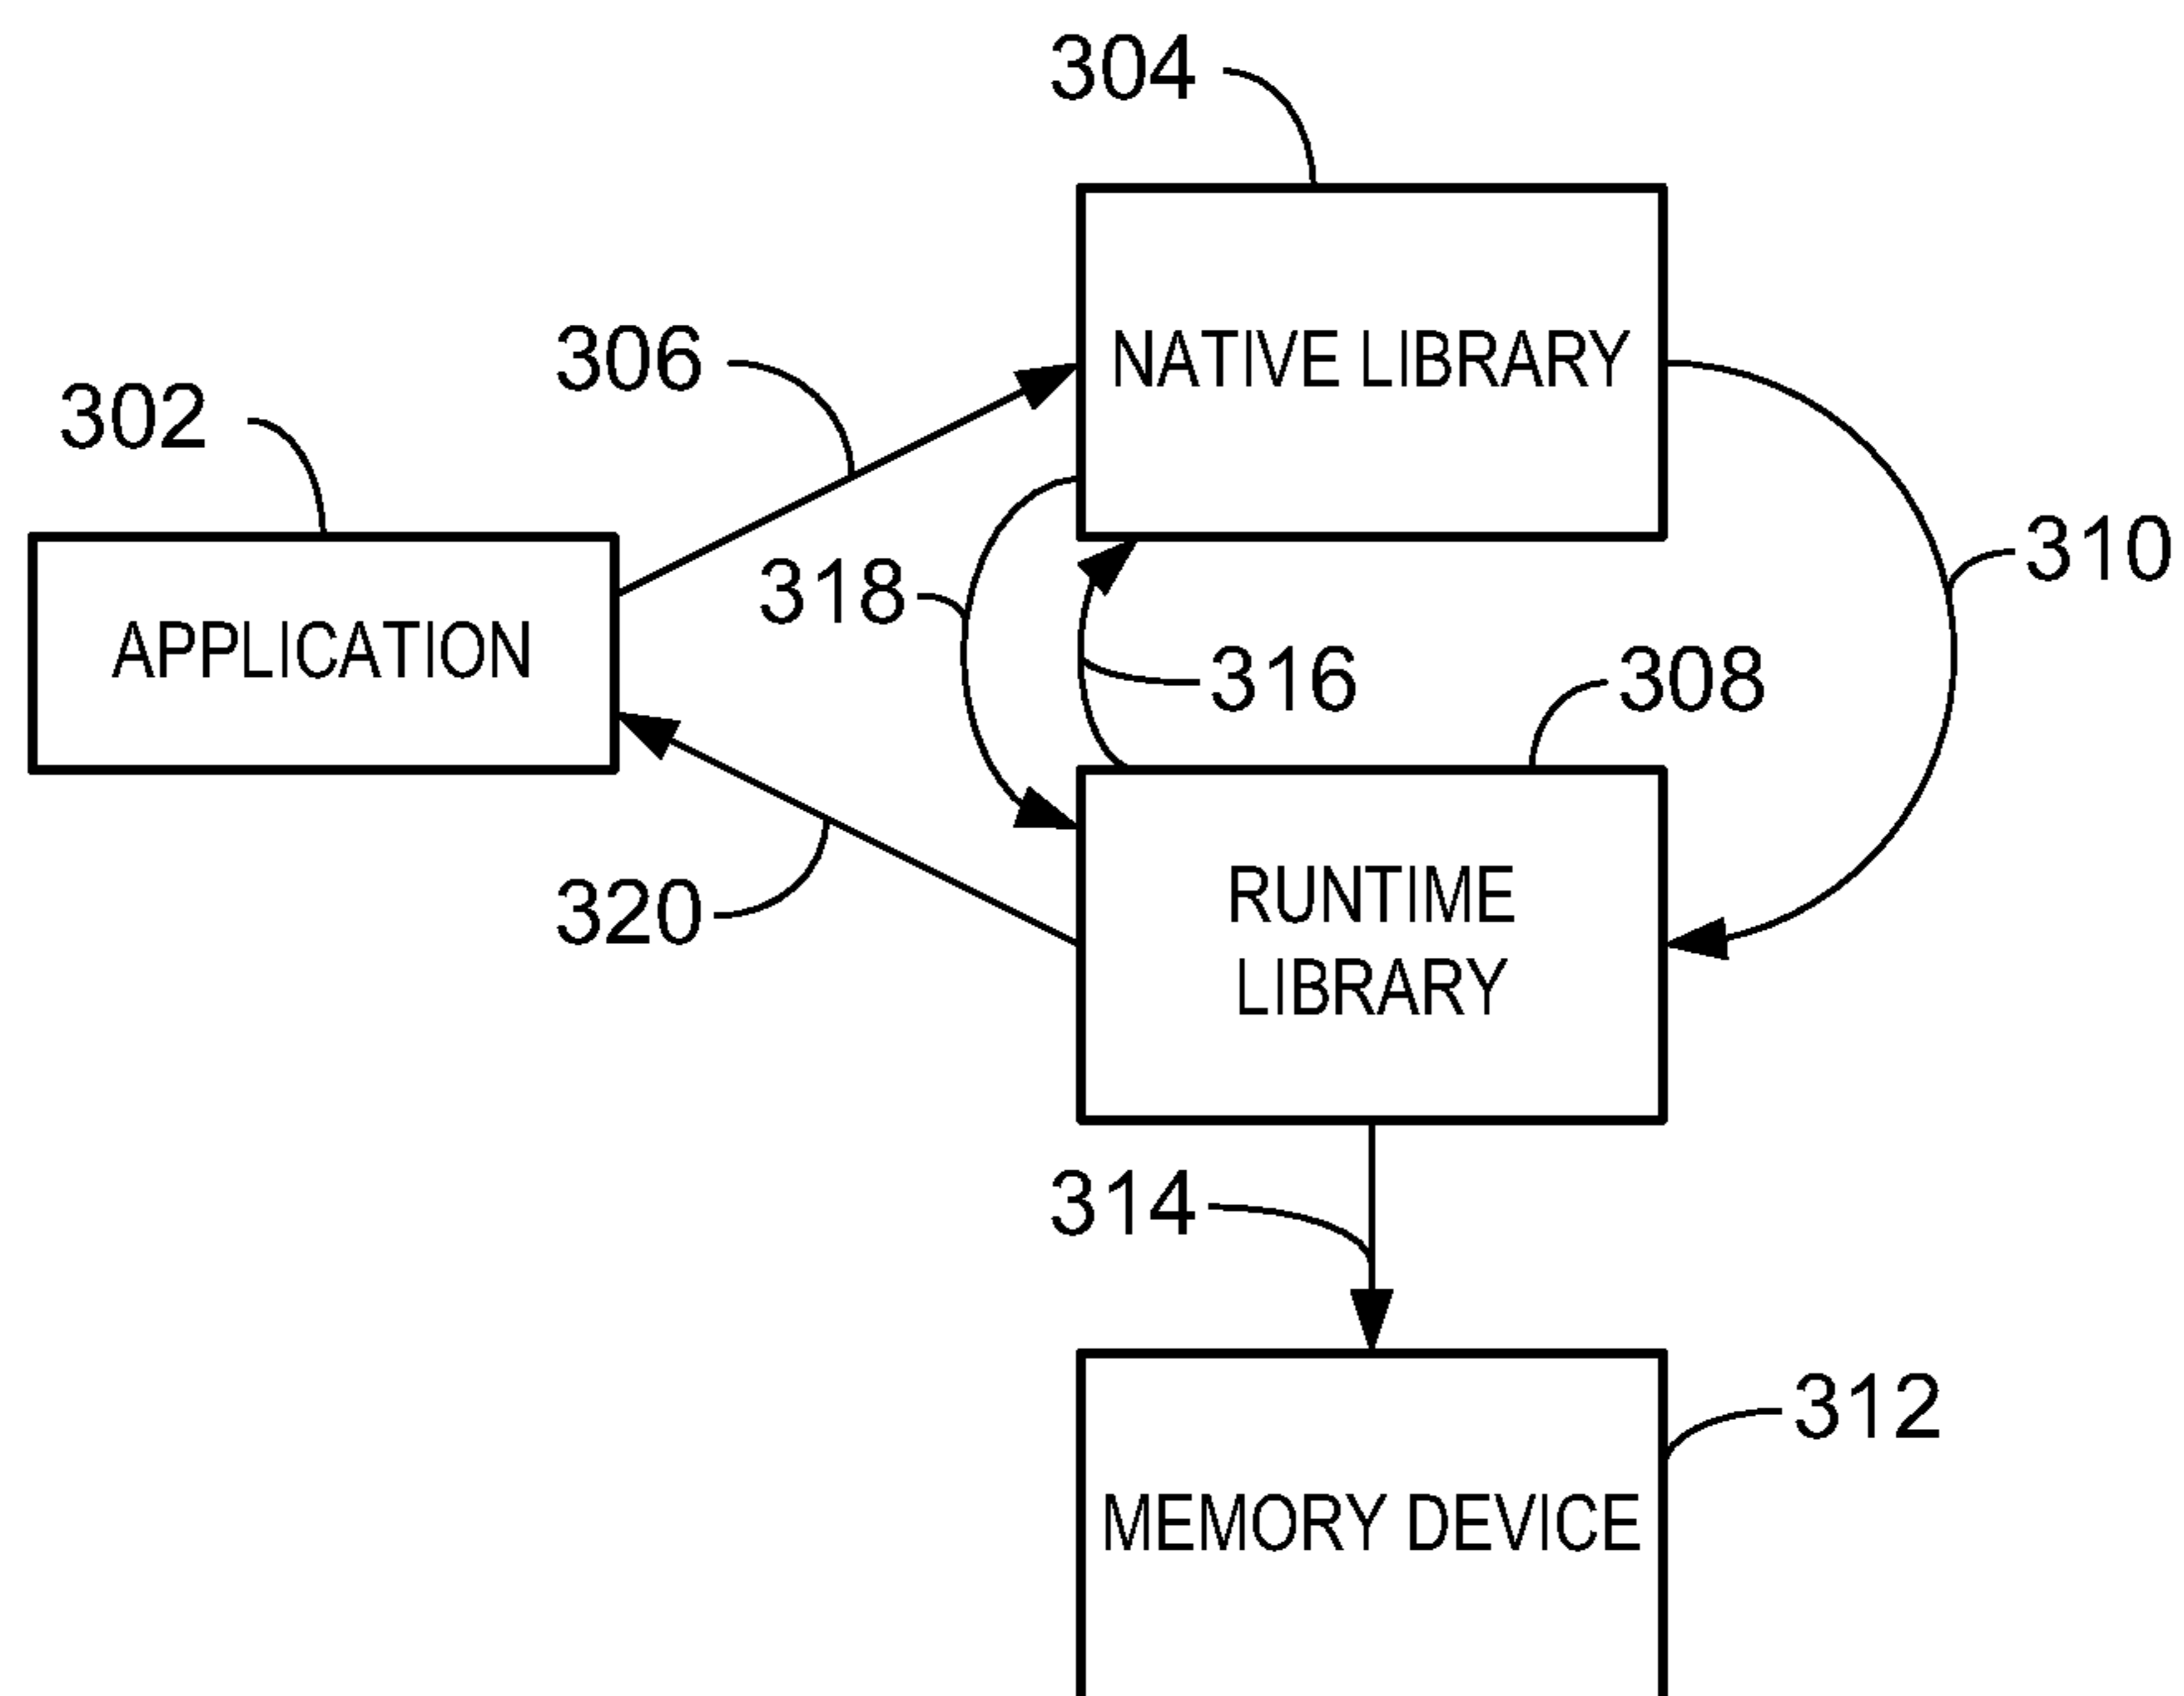 304
NATIVE LIBRARY
306
302
310
318
APPLICATION
316
308
320
RUNTIME
LIBRARY
314
312
MEMORY DEVICE